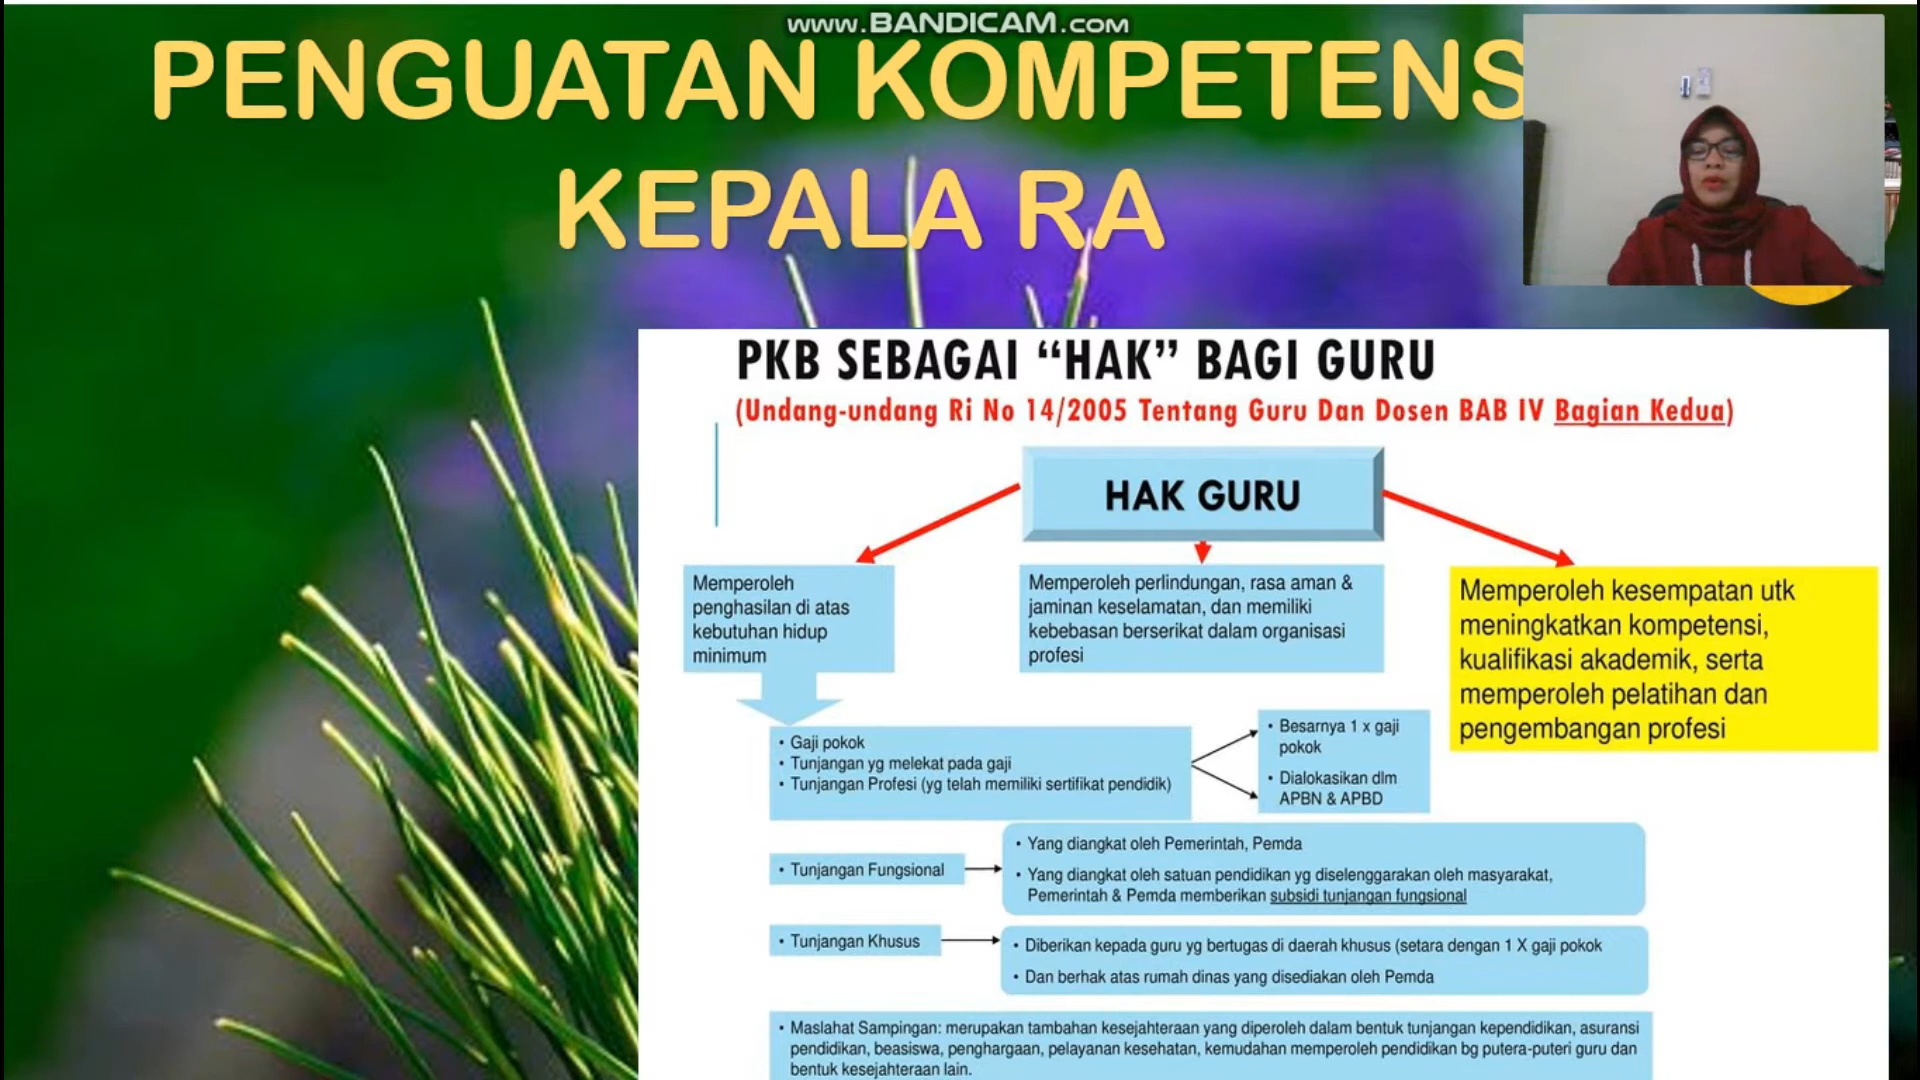 www.BANDICAM.com
PENGUATAN KOMPETENS
KEPALA RA
PKB SEBAGAI “HAK” BAGI GURU
(Undang-undang Ri No 14/2005 Tentang Guru Dan Dosen BAB IV Bagian Kedua)
HAK GURU
Memperoleh
penghasilan di atas
kebutuhan hidup
minimum
Memperoleh perlindungan, rasa aman &
jaminan keselamatan, dan memiliki
kebebasan berserikat dalam organisasi
profesi
Memperoleh kesempatan utk
meningkatkan kompetensi,
kualifikasi akademik, serta
memperoleh pelatihan dan
pengembangan profesi
• Gaji pokok
• Tunjangan yg melekat pada gaji
• Tunjangan Profesi (yg telah memiliki sertifikat pendidik)
• Besarnya 1 x gaji
pokok
• Dialokasikan dlm
APBN & APBD
• Tunjangan Fungsional
• Yang diangkat oleh Pemerintah, Pemda
• Yang diangkat oleh satuan pendidikan yg diselenggarakan oleh masyarakat,
Pemerintah & Pemda memberikan subsidi tunjangan fungsional
• Tunjangan Khusus
• Diberikan kepada guru yg bertugas di daerah khusus (setara dengan 1 X gaji pokok
• Dan berhak atas rumah dinas yang disediakan oleh Pemda
• Maslahat Sampingan: merupakan tambahan kesejahteraan yang diperoleh dalam bentuk tunjangan kependidikan, asuransi
pendidikan, beasiswa, penghargaan, pelayanan kesehatan, kemudahan memperoleh pendidikan bg putera-puteri guru dan
bentuk kesejahteraan lain.